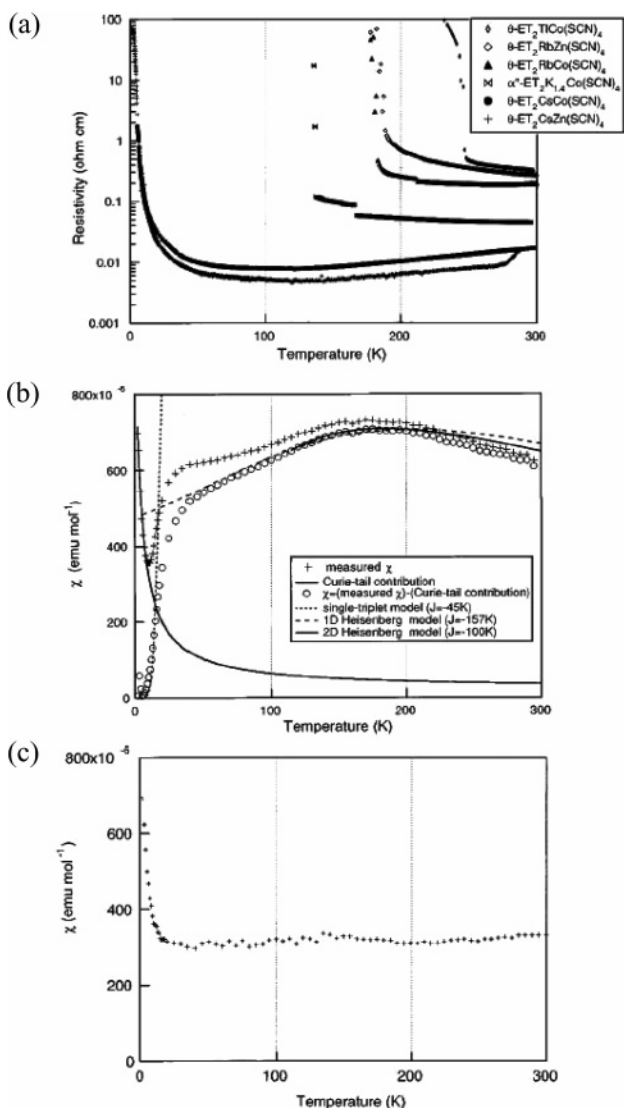 (a)
100
10
1
0.1
0.01
0.001
Resistivity (ohm cm)
0
100
200
300
Temperature (K)
θ-ET2TlCo(SCN)4
θ-ET2RbZn(SCN)4
θ-ET2RbCo(SCN)4
α''-ET2K1.4Co(SCN)4
θ-ET2CsCo(SCN)4
θ-ET2CsZn(SCN)4
(b)
800x10 -6
600
400
200
0
χ (emu mol-1)
0
100
200
300
Temperature (K)
measured χ
Curie-tail contribution
χ=(measured χ)-(Curie-tail contribution)
single-triplet model (J=-45K)
1D Heisenberg model (J=-157K)
2D Heisenberg model (J=-100K)
(c)
800x10 -6
600
400
200
0
χ (emu mol-1)
0
100
200
300
Temperature (K)